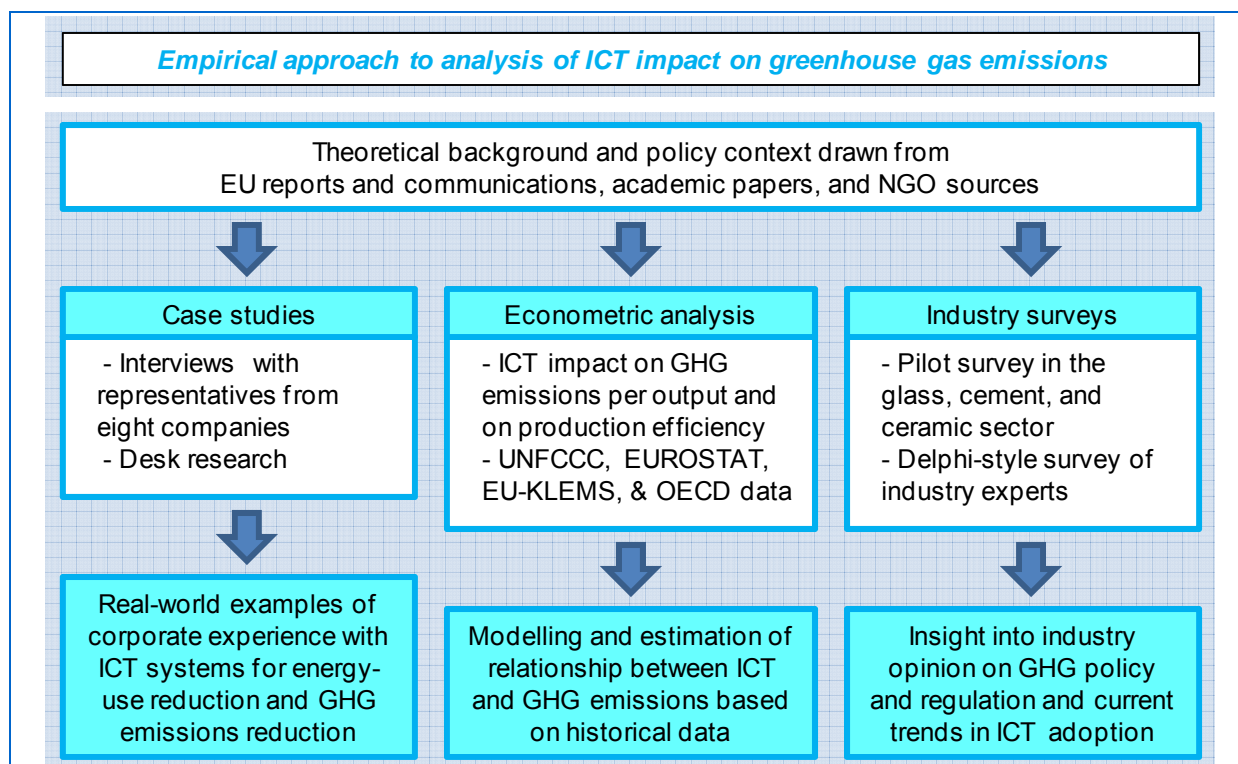 Empirical approach to analysis of ICT impact on greenhouse gas emissions
Theoretical background and policy context drawn from
EU reports and communications, academic papers, and NGO sources
Case studies
- Interviews with
representatives from
eight companies
- Desk research
Real-world examples of
corporate experience with
ICT systems for energy-
use reduction and GHG
emissions reduction
Econometric analysis
- ICT impact on GHG
emissions per output and
on production efficiency
- UNFCCC, EUROSTAT,
EU-KLEMS, & OECD data
Modelling and estimation of
relationship between ICT
and GHG emissions based
on historical data
Industry surveys
- Pilot survey in the
glass, cement, and
ceramic sector
- Delphi-style survey of
industry experts
Insight into industry
opinion on GHG policy
and regulation and current
trends in ICT adoption